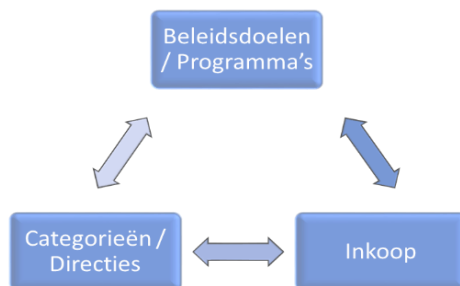 Beleidsdoelen
/ Programma’s
Categorieën /
Directies
Inkoop